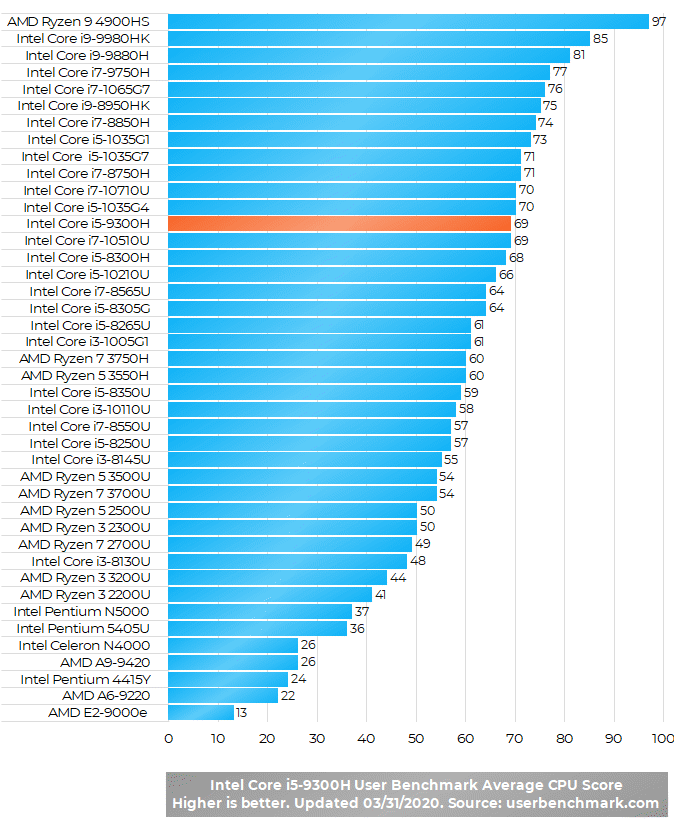 AMD Ryzen 9 4900HS 97
Intel Core i9-9980HK 85
Intel Core i9-9880H 81
Intel Core i7-9750H 77
Intel Core i7-1065G7 76
Intel Core i9-8950HK 75
Intel Core i7-8850H 74
Intel Core i5-1035G1 73
Intel Core i5-1035G7 71
Intel Core i7-8750H 71
Intel Core i7-10710U 70
Intel Core i5-1035G4 70
Intel Core i5-9300H 69
Intel Core i7-10510U 69
Intel Core i5-8300H 68
Intel Core i5-10210U 66
Intel Core i7-8565U 64
Intel Core i5-8305G 64
Intel Core i5-8265U 61
Intel Core i3-1005G1 61
AMD Ryzen 7 3750H 60
AMD Ryzen 5 3550H 60
Intel Core i5-8350U 59
Intel Core i3-10110U 58
Intel Core i7-8550U 57
Intel Core i5-8250U 57
Intel Core i3-8145U 55
AMD Ryzen 5 3500U 54
AMD Ryzen 7 3700U 54
AMD Ryzen 5 2500U 50
AMD Ryzen 3 2300U 50
AMD Ryzen 7 2700U 49
Intel Core i3-8130U 48
AMD Ryzen 3 3200U 44
AMD Ryzen 3 2200U 41
Intel Pentium N5000 37
Intel Pentium 5405U 36
Intel Celeron N4000 26
AMD A9-9420 26
Intel Pentium 4415Y 24
AMD A6-9220 22
AMD E2-9000e 13
0 10 20 30 40 50 60 70 80 90 100
Intel Core i5-9300H User Benchmark Average CPU Score
Higher is better. Updated 03/31/2020. Source: userbenchmark.com